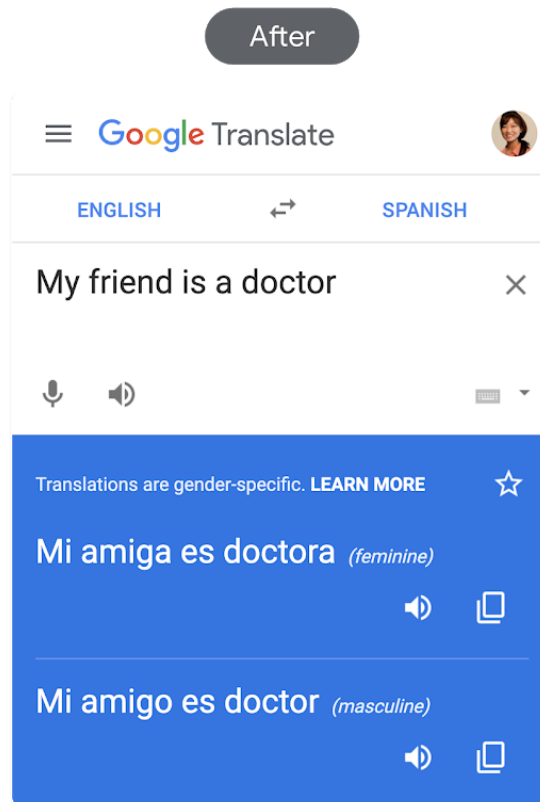 After
Google Translate
ENGLISH SPANISH
My friend is a doctor
Translations are gender-specific. LEARN MORE
Mi amiga es doctora (feminine)
Mi amigo es doctor (masculine)